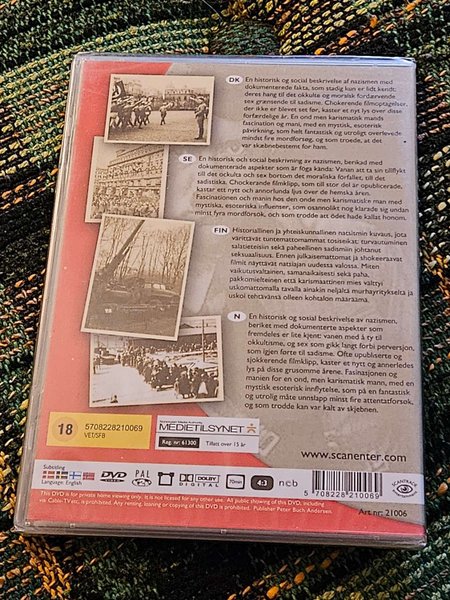 DK En historisk og social beskrivelse af nazismen med
dokumenterede fakta, som stadig kun er lidt kendt;
deres hang til det okkulte og moralsk fordærvende
sex grænsende til sadisme. Chokerende filmoptagelser,
der ikke er blevet set før, kaster et nyt lys over disse
forfærdelige år. En ond men karismatisk mands
fascination og mani, med en mystisk, esoterisk
påvirkning, som helt fantastisk og utroligt overlevede
mindst fire mordforsøg, og som troede, at det
var skæbnebestemt for ham.
SE En historisk och social beskrivning av nazismen, berikad med
dokumenterade aspekter som är föga kända: Vanan att ta sin tillflykt
till det okulta och sex bortom det moraliska förfallet, till det
sadistiska. Chockerande filmklipp, som till stor del är opublicerade,
kastar ett nytt och annorlunda ljus över de hemska åren.
Fascinationen och manin hos den onde men karismatiske man med
mystiska, esoteriska influenser, som osannolikt nog klarade sig undan
minst fyra mordförsök, och som trodde att ödet hade kallat honom.
FIN Historiallinen ja yhteiskunnallinen natsismin kuvaus, jota
värittävät tuntemattomammat tosiseikat: turvautuminen
salatieteisiin sekä paheellinen sadismiin johtanut
seksuaalisuus. Ennen julkaisemattomat ja shokeeraavat
filmit näyttävät natsiajan uudessa valossa. Miten
vaikutusvaltainen, samanaikaisesti sekä paha,
pakkomielteinen että karismaattinen mies välttyi
uskomattomalla tavalla ainakin neljältä murhayritykseltä ja
uskoi tehtävänsä olleen kohtalon määräämä.
N En historisk og sosial beskrivelse av nazismen,
beriket med dokumenterte aspekter som
fremdeles er lite kjent: vanen med å ty til
okkultisme, og sex som gikk langt forbi perversjon,
som igjen førte til sadisme. Ofte upubliserte og
sjokkerende filmklipp, kaster et nytt og annerledes
lys på disse grusomme årene. Fasinasjonen og
manien for en ond, men karismatisk mann, med en
mystisk esoterisk innflytelse, som på en fantastisk
og utrolig måte unnslapp minst fire attentatforsøk,
og som trodde han var kalt av skjebnen.
18
5708228210069
VET/SFB
MEDIETILSYNET
Reg. nr: 61300 Tillatt over 15 år
www.scanenter.com
Subtitling
Language: English
DVD VIDEO PAL DOLBY DIGITAL 70min 4:3 ncb
5 708228 210069
This DVD is for private home viewing only. It is not licesed for any other use. All public showing of this DVD, including
via Cable-TV etc, is prohibited. Any renting, loaning or copying of this DVD is prohibited. Publisher Peter Boch Andersen.
Art nr: 21006